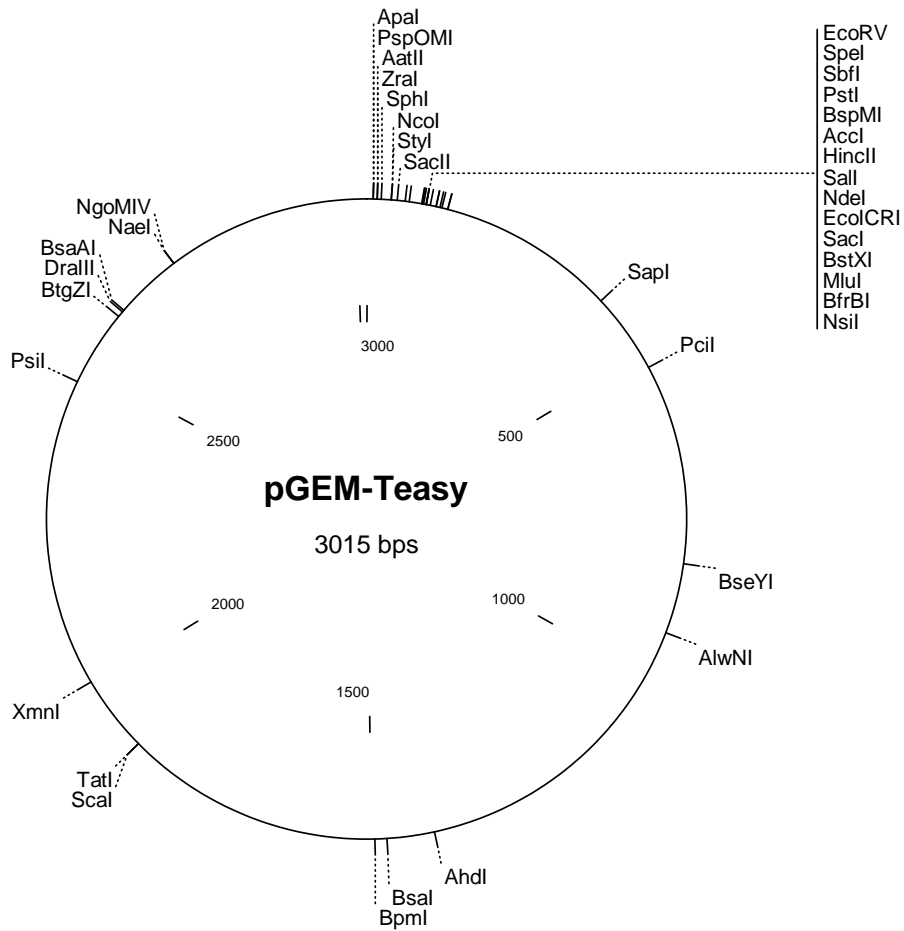 ApaI
PspOMI
AatII
ZraI
SphI
NcoI
StyI
SacII
EcoRV
SpeI
SbfI
PstI
BspMI
AccI
HincII
SalI
NdeI
EcoICRI
SacI
BstXI
MluI
BfrBI
NsiI
NgoMIV
NaeI
BsaAI
DraIII
BtgZI
PsiI
SapI
PciI
3000
500
2500
pGEM-Teasy
3015 bps
BseYI
1000
2000
AlwNI
1500
XmnI
TatI
ScaI
AhdI
BsaI
BpmI